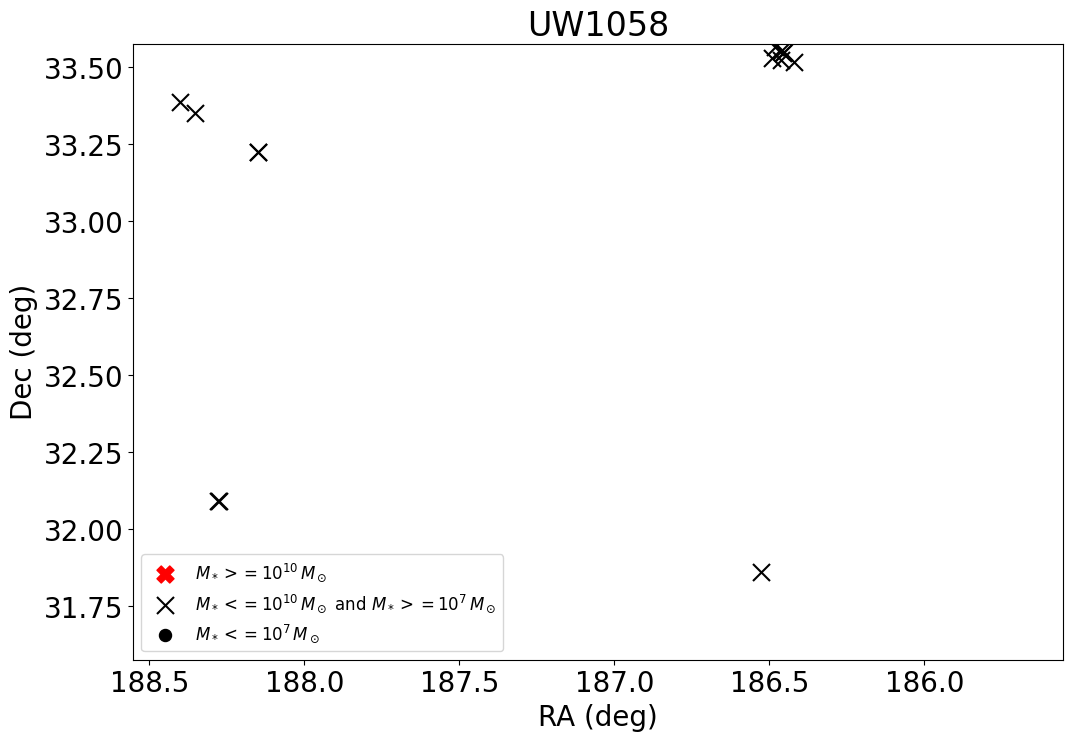 UW1058
33.50
33.25
33.00
32.75
32.50
32.25
32.00
31.75
Dec (deg)
M* >= 10^10 M⊙
M* <= 10^10 M⊙ and M* >= 10^7 M⊙
M* <= 10^7 M⊙
188.5 188.0 187.5 187.0 186.5 186.0
RA (deg)